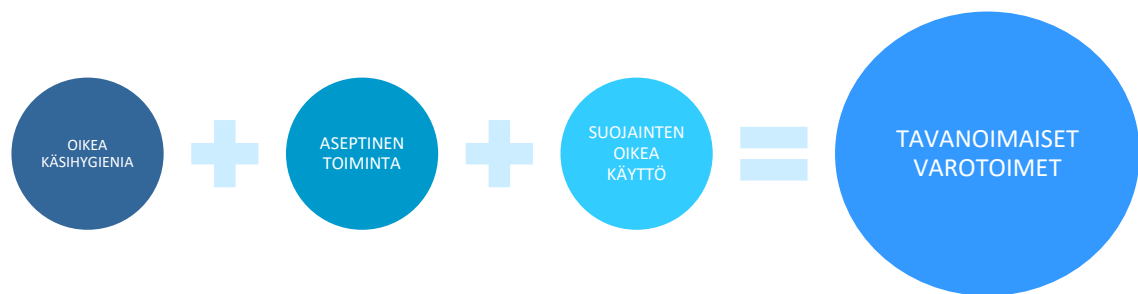 OIKEA
KÄSIHYGIENIA
ASEPTINEN
TOIMINTA
SUOJAINTEN
OIKEA
KÄYTTÖ
TAVANOIMAISET
VAROTOIMET